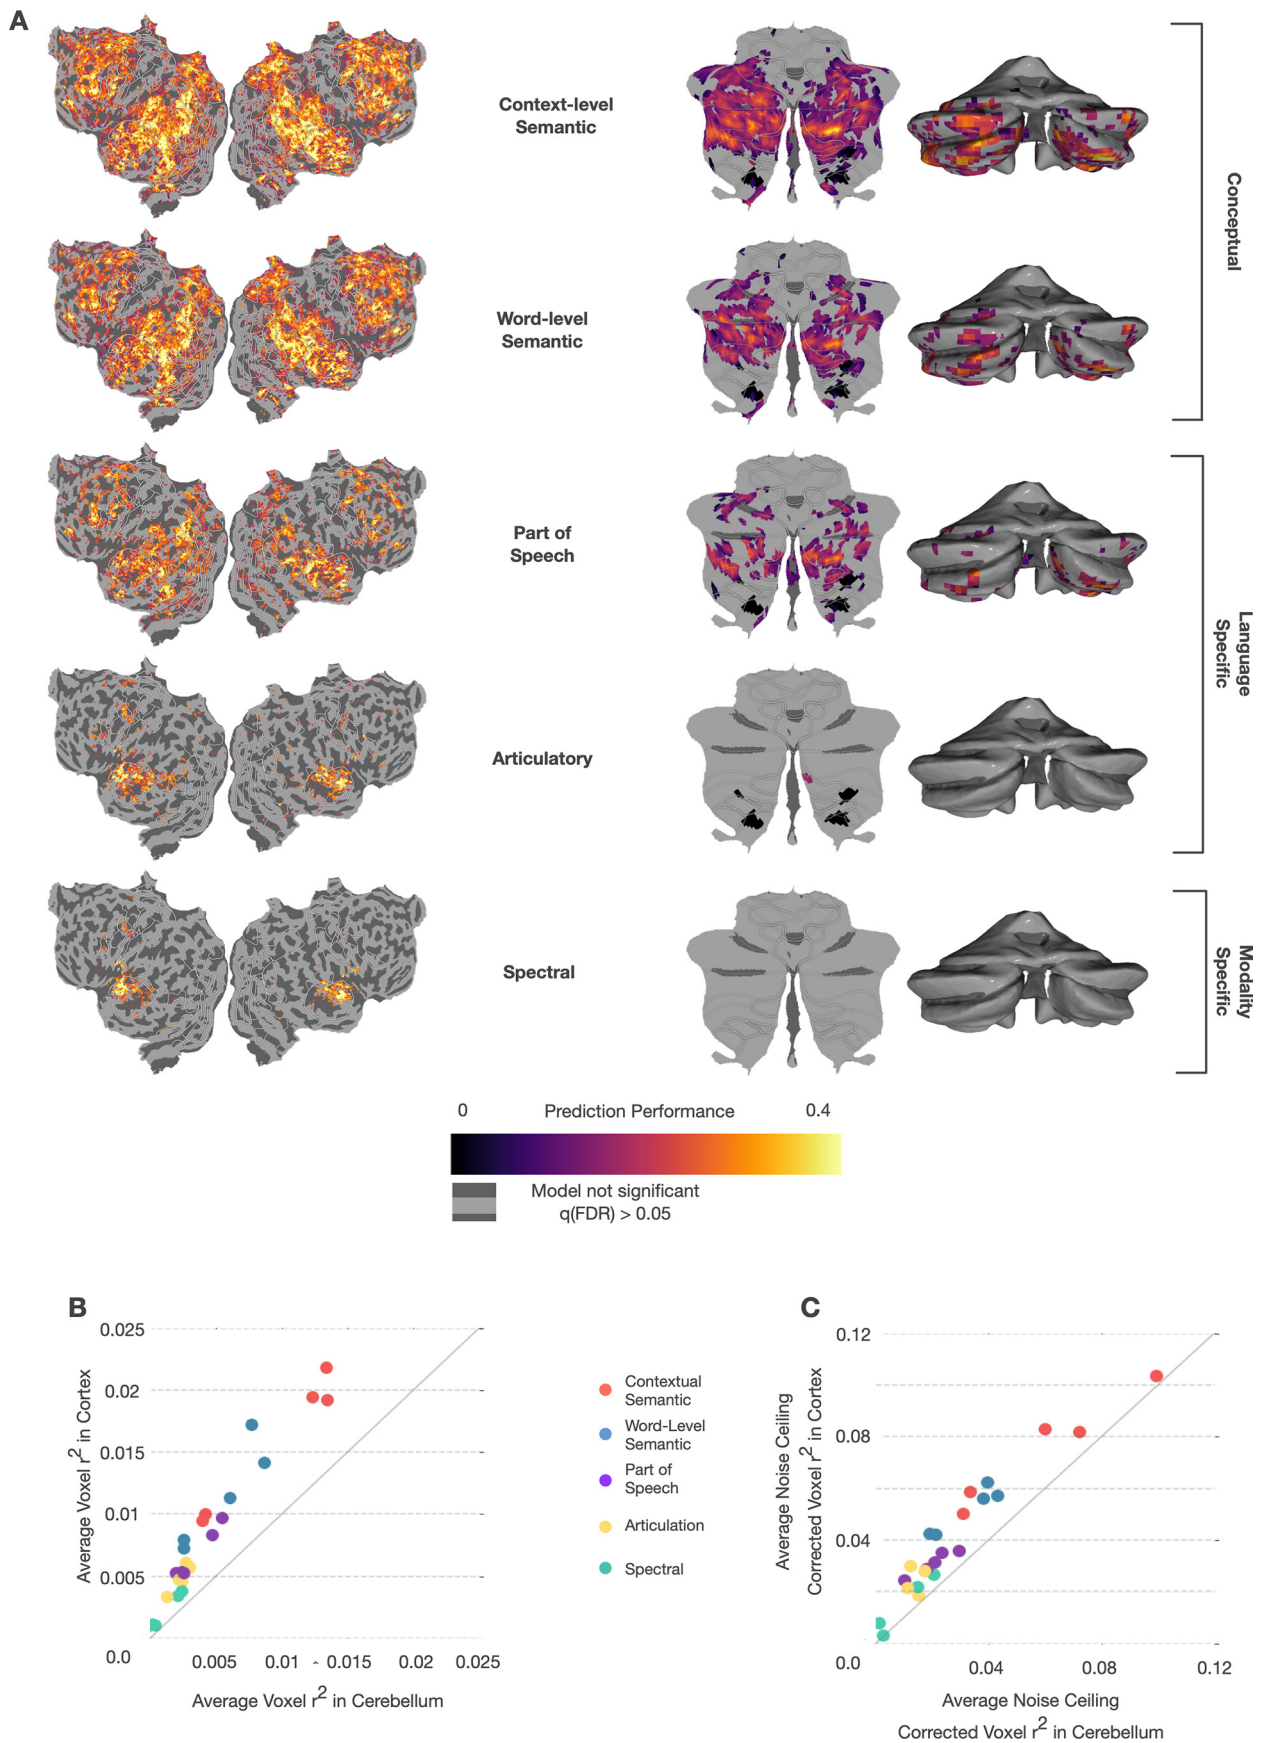 A
Context-level
Semantic
Word-level
Semantic
Conceptual
Part of
Speech
Articulatory
Language
Specific
Spectral
Modality
Specific
0 Prediction Performance 0.4
Model not significant
q(FDR) > 0.05
B
0.025
0.02
0.015
0.01
0.005
0.0
Average Voxel r2 in Cortex
0.005 0.01 0.015 0.02 0.025
Average Voxel r2 in Cerebellum
Contextual
Semantic
Word-Level
Semantic
Part of
Speech
Articulation
Spectral
C
0.12
0.08
0.04
0.0
Average Noise Ceiling
Corrected Voxel r2 in Cortex
0.04 0.08 0.12
Average Noise Ceiling
Corrected Voxel r2 in Cerebellum